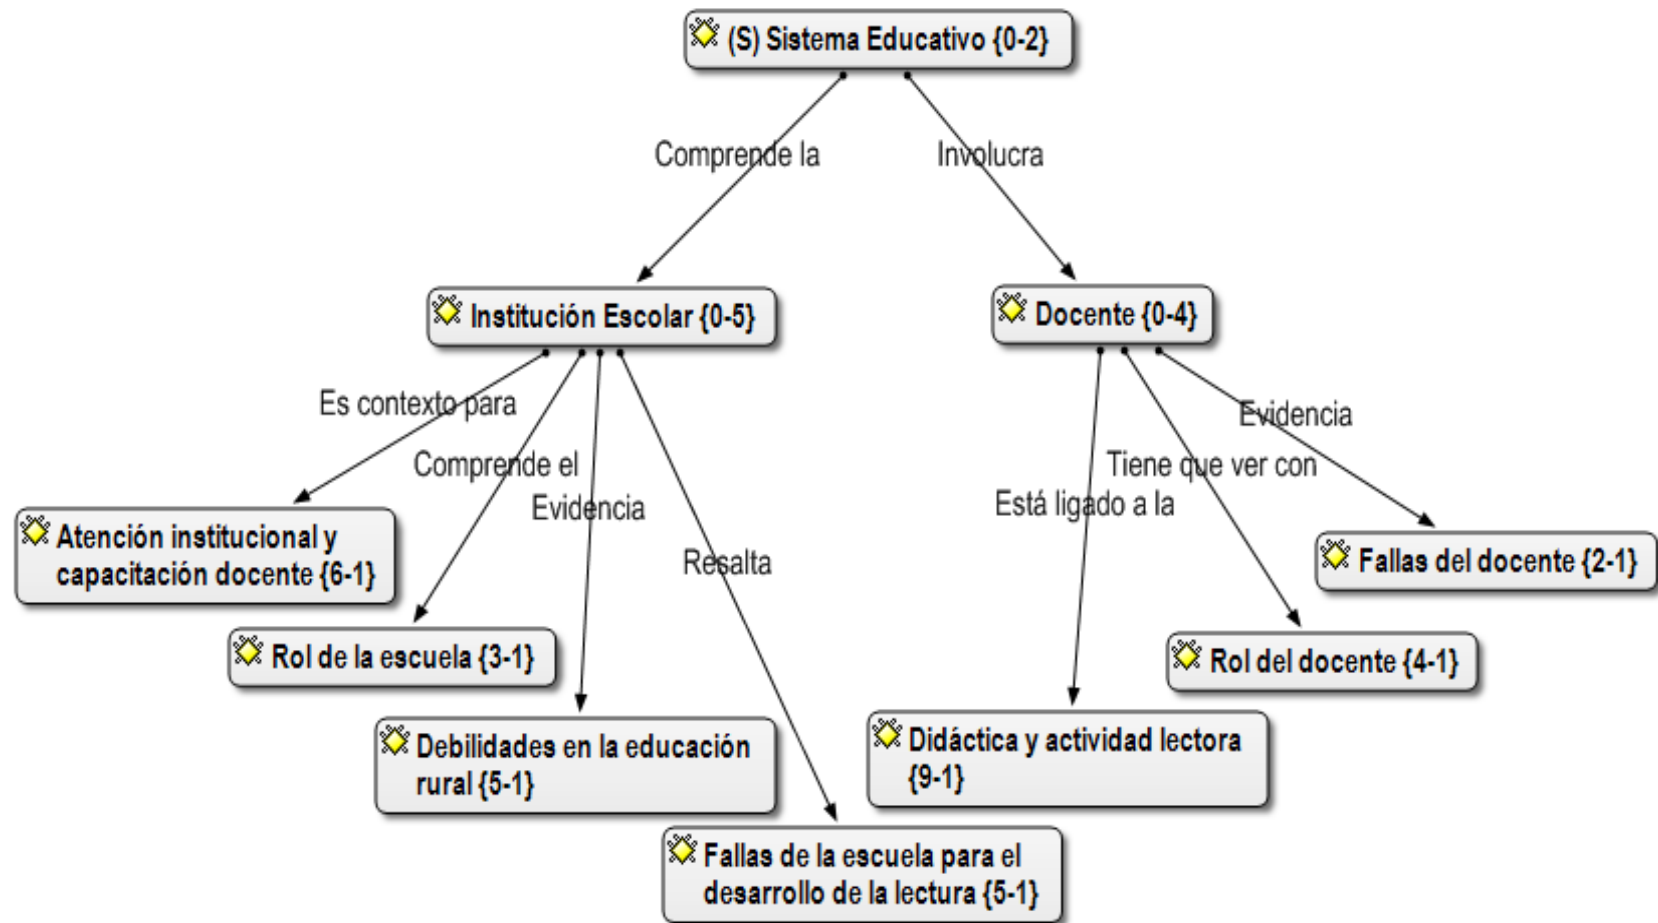 (S) Sistema Educativo {0-2}
Comprende la
Involucra
Institución Escolar {0-5}
Docente {0-4}
Es contexto para
Comprende el
Evidencia
Resalta
Evidencia
Tiene que ver con
Está ligado a la
Atención institucional y
capacitación docente {6-1}
Fallas del docente {2-1}
Rol de la escuela {3-1}
Rol del docente {4-1}
Debilidades en la educación
rural {5-1}
Didáctica y actividad lectora
{9-1}
Fallas de la escuela para el
desarrollo de la lectura {5-1}